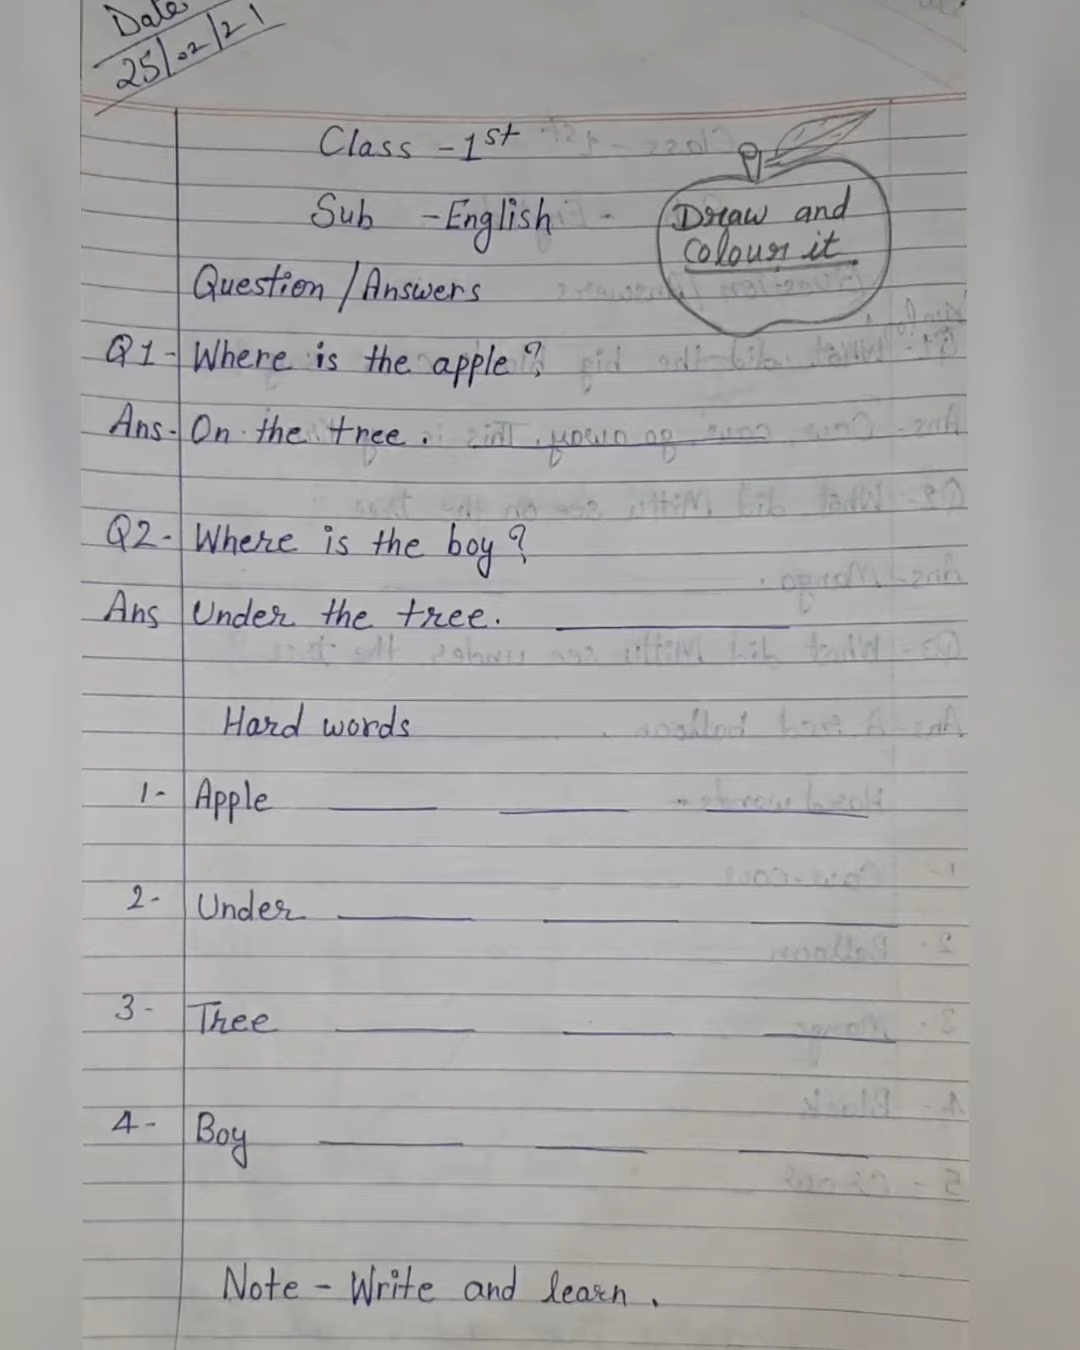 Date
25/02/21
Class - 1st
Sub - English
Draw and
colour it
Question / Answers
Q1- Where is the apple?
Ans- On the tree.
Q2- Where is the boy?
Ans Under the tree.
Hard words
1- Apple
2- Under
3- Tree
4- Boy
Note - Write and learn.